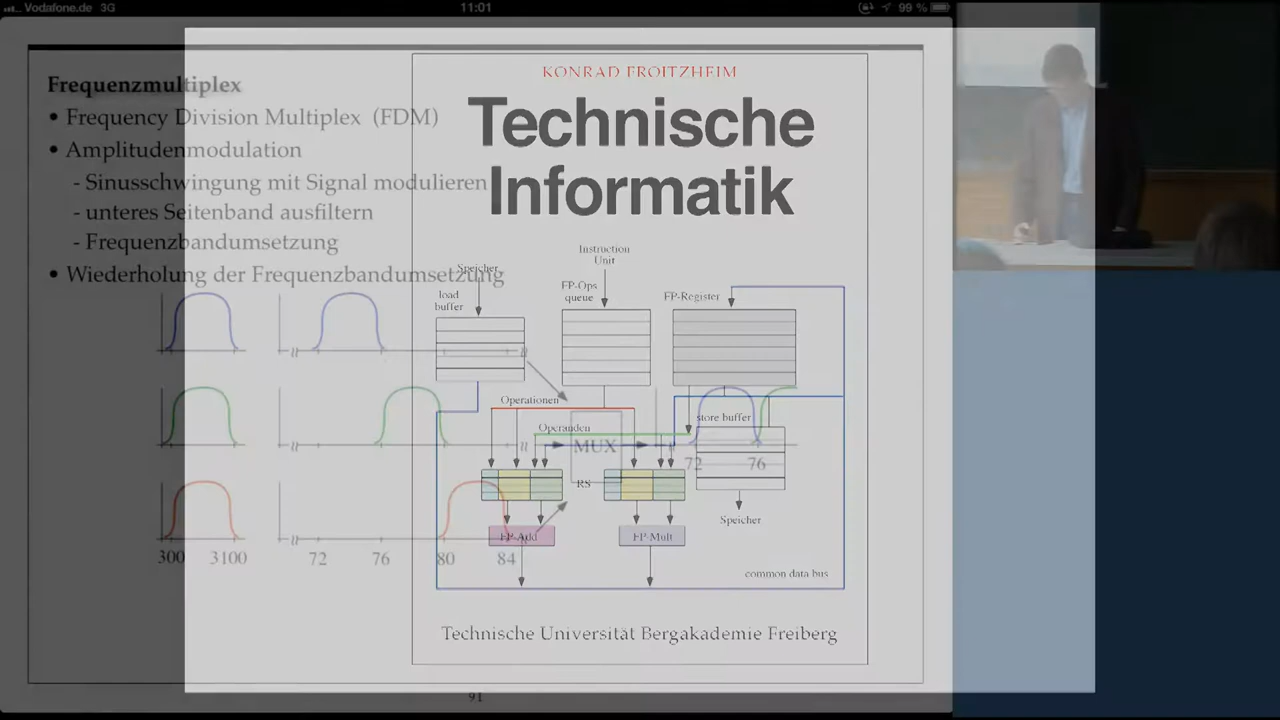 Vodafone.de 3G
11:01
99 %
Frequenzmultiplex
• Frequency Division Multiplex (FDM)
• Amplitudenmodulation
- Sinusschwingung mit Signal modulieren
- unteres Seitenband ausfiltern
- Frequenzbandumsetzung
• Wiederholung der Frequenzbandumsetzung
MUX
72 76
300 3100 72 76 80 84
91
KONRAD FROITZHEIM
Technische
Informatik
Instruction
Unit
Speicher
load
buffer
FP-Ops
queue
FP-Register
Operationen
Operanden
store buffer
RS
FP-Add
FP-Mult
Speicher
common data bus
Technische Universität Bergakademie Freiberg